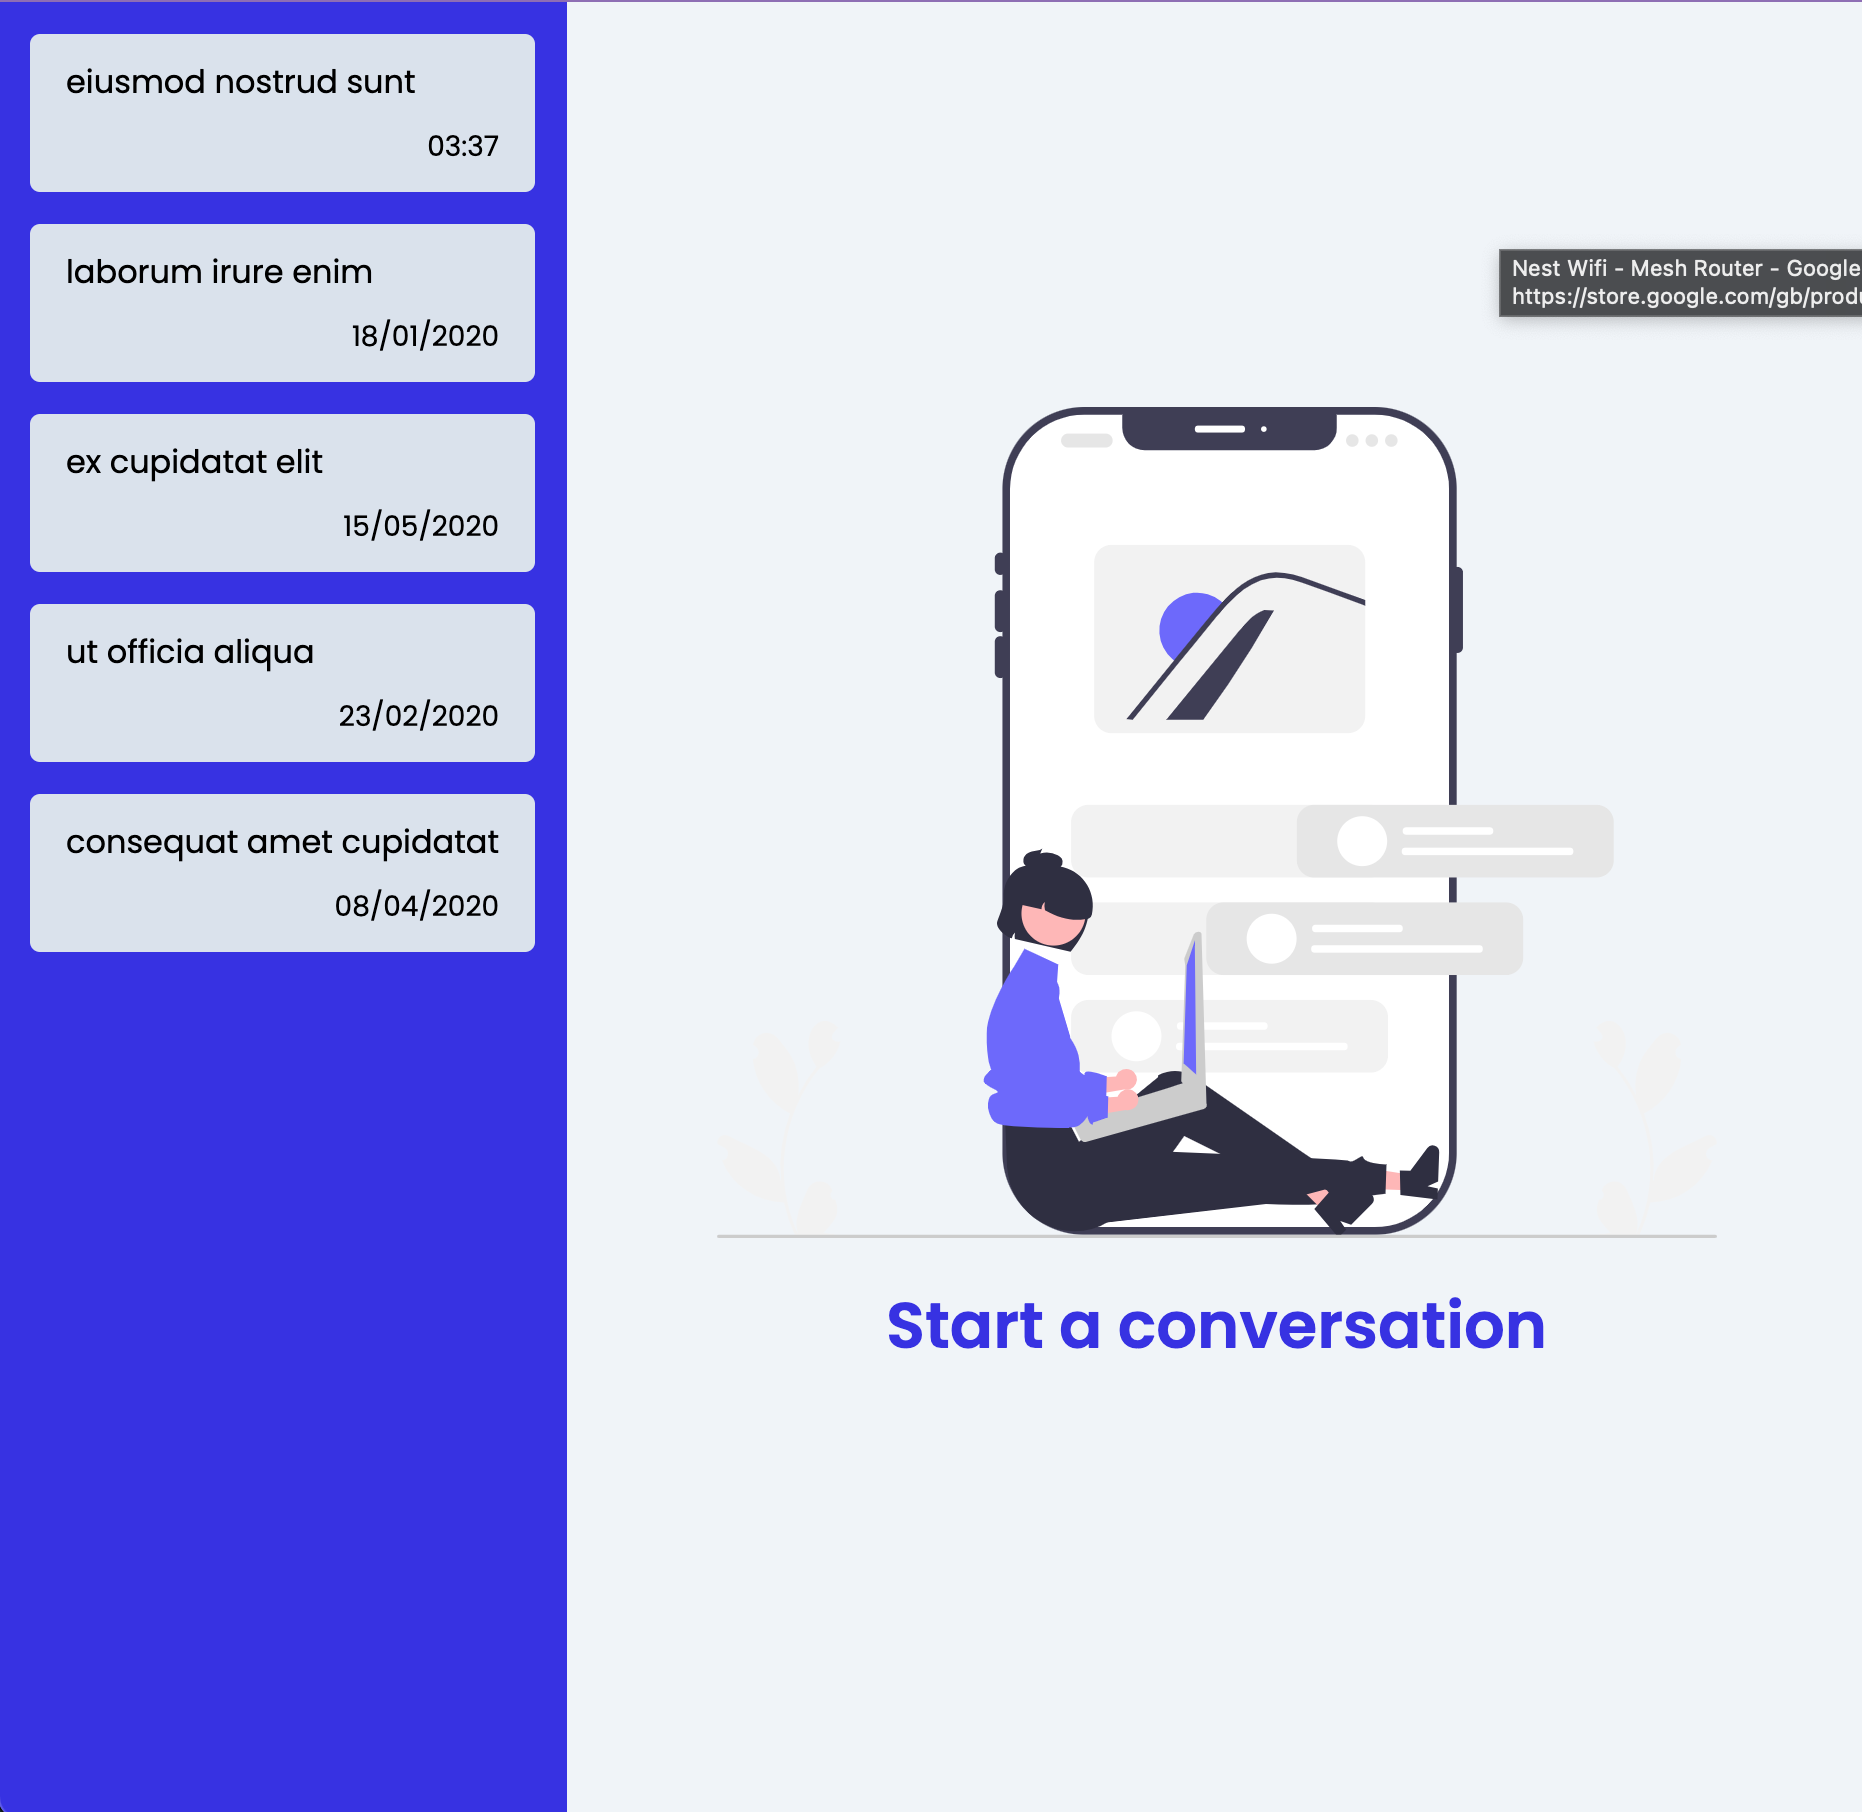 eiusmod nostrud sunt
03:37
laborum irure enim
18/01/2020
ex cupidatat elit
15/05/2020
ut officia aliqua
23/02/2020
consequat amet cupidatat
08/04/2020
Nest Wifi - Mesh Router - Google
https://store.google.com/gb/produ
Start a conversation